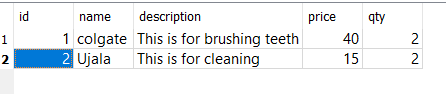 id name description price qty
1 1 colgate This is for brushing teeth 40 2
2 2 Ujala This is for cleaning 15 2